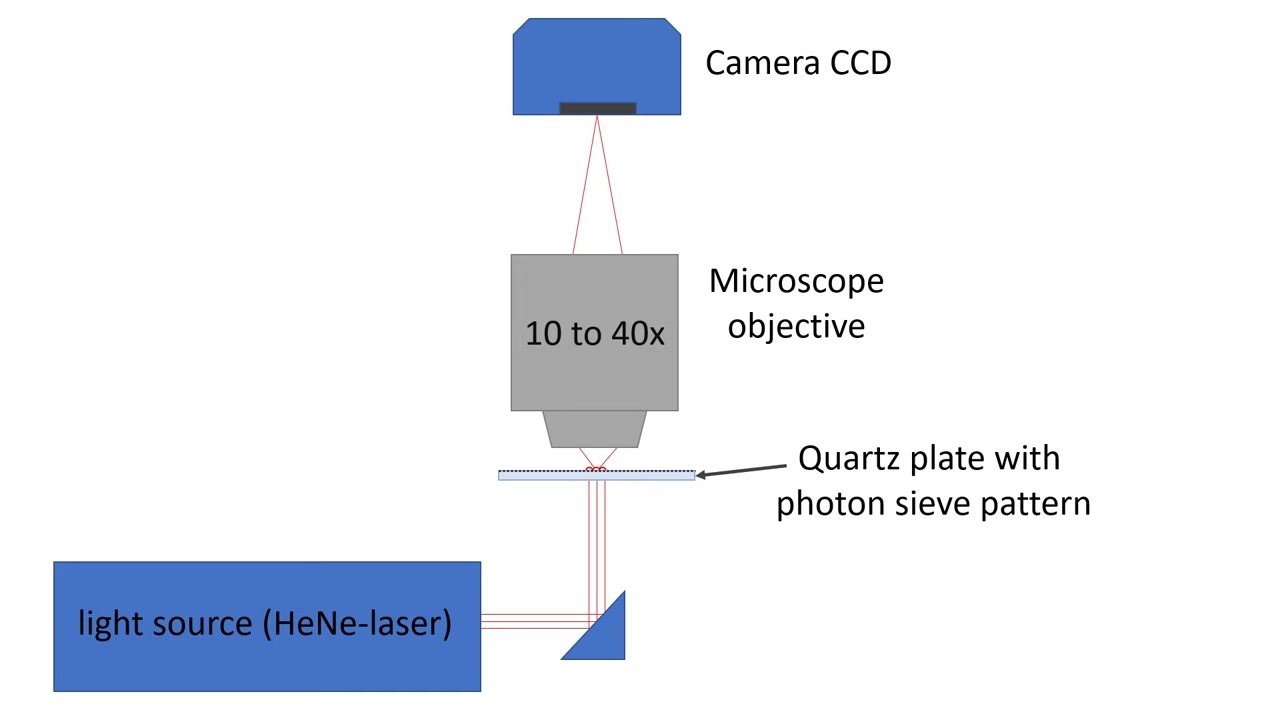 Camera CCD
Microscope
objective
10 to 40x
Quartz plate with
photon sieve pattern
light source (HeNe-laser)